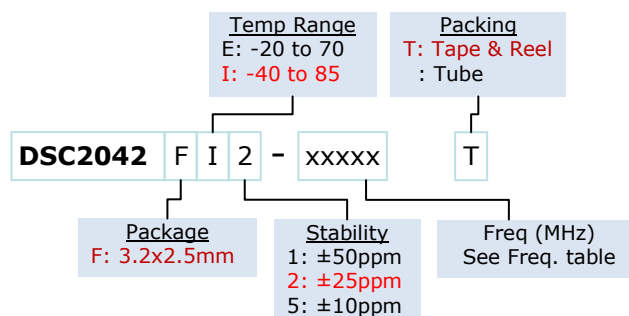 Temp Range
E: -20 to 70
I: -40 to 85
Packing
T: Tape & Reel
: Tube
DSC2042 F I 2 - xxxxx T
Package
F: 3.2x2.5mm
Stability
1: ±50ppm
2: ±25ppm
5: ±10ppm
Freq (MHz)
See Freq. table